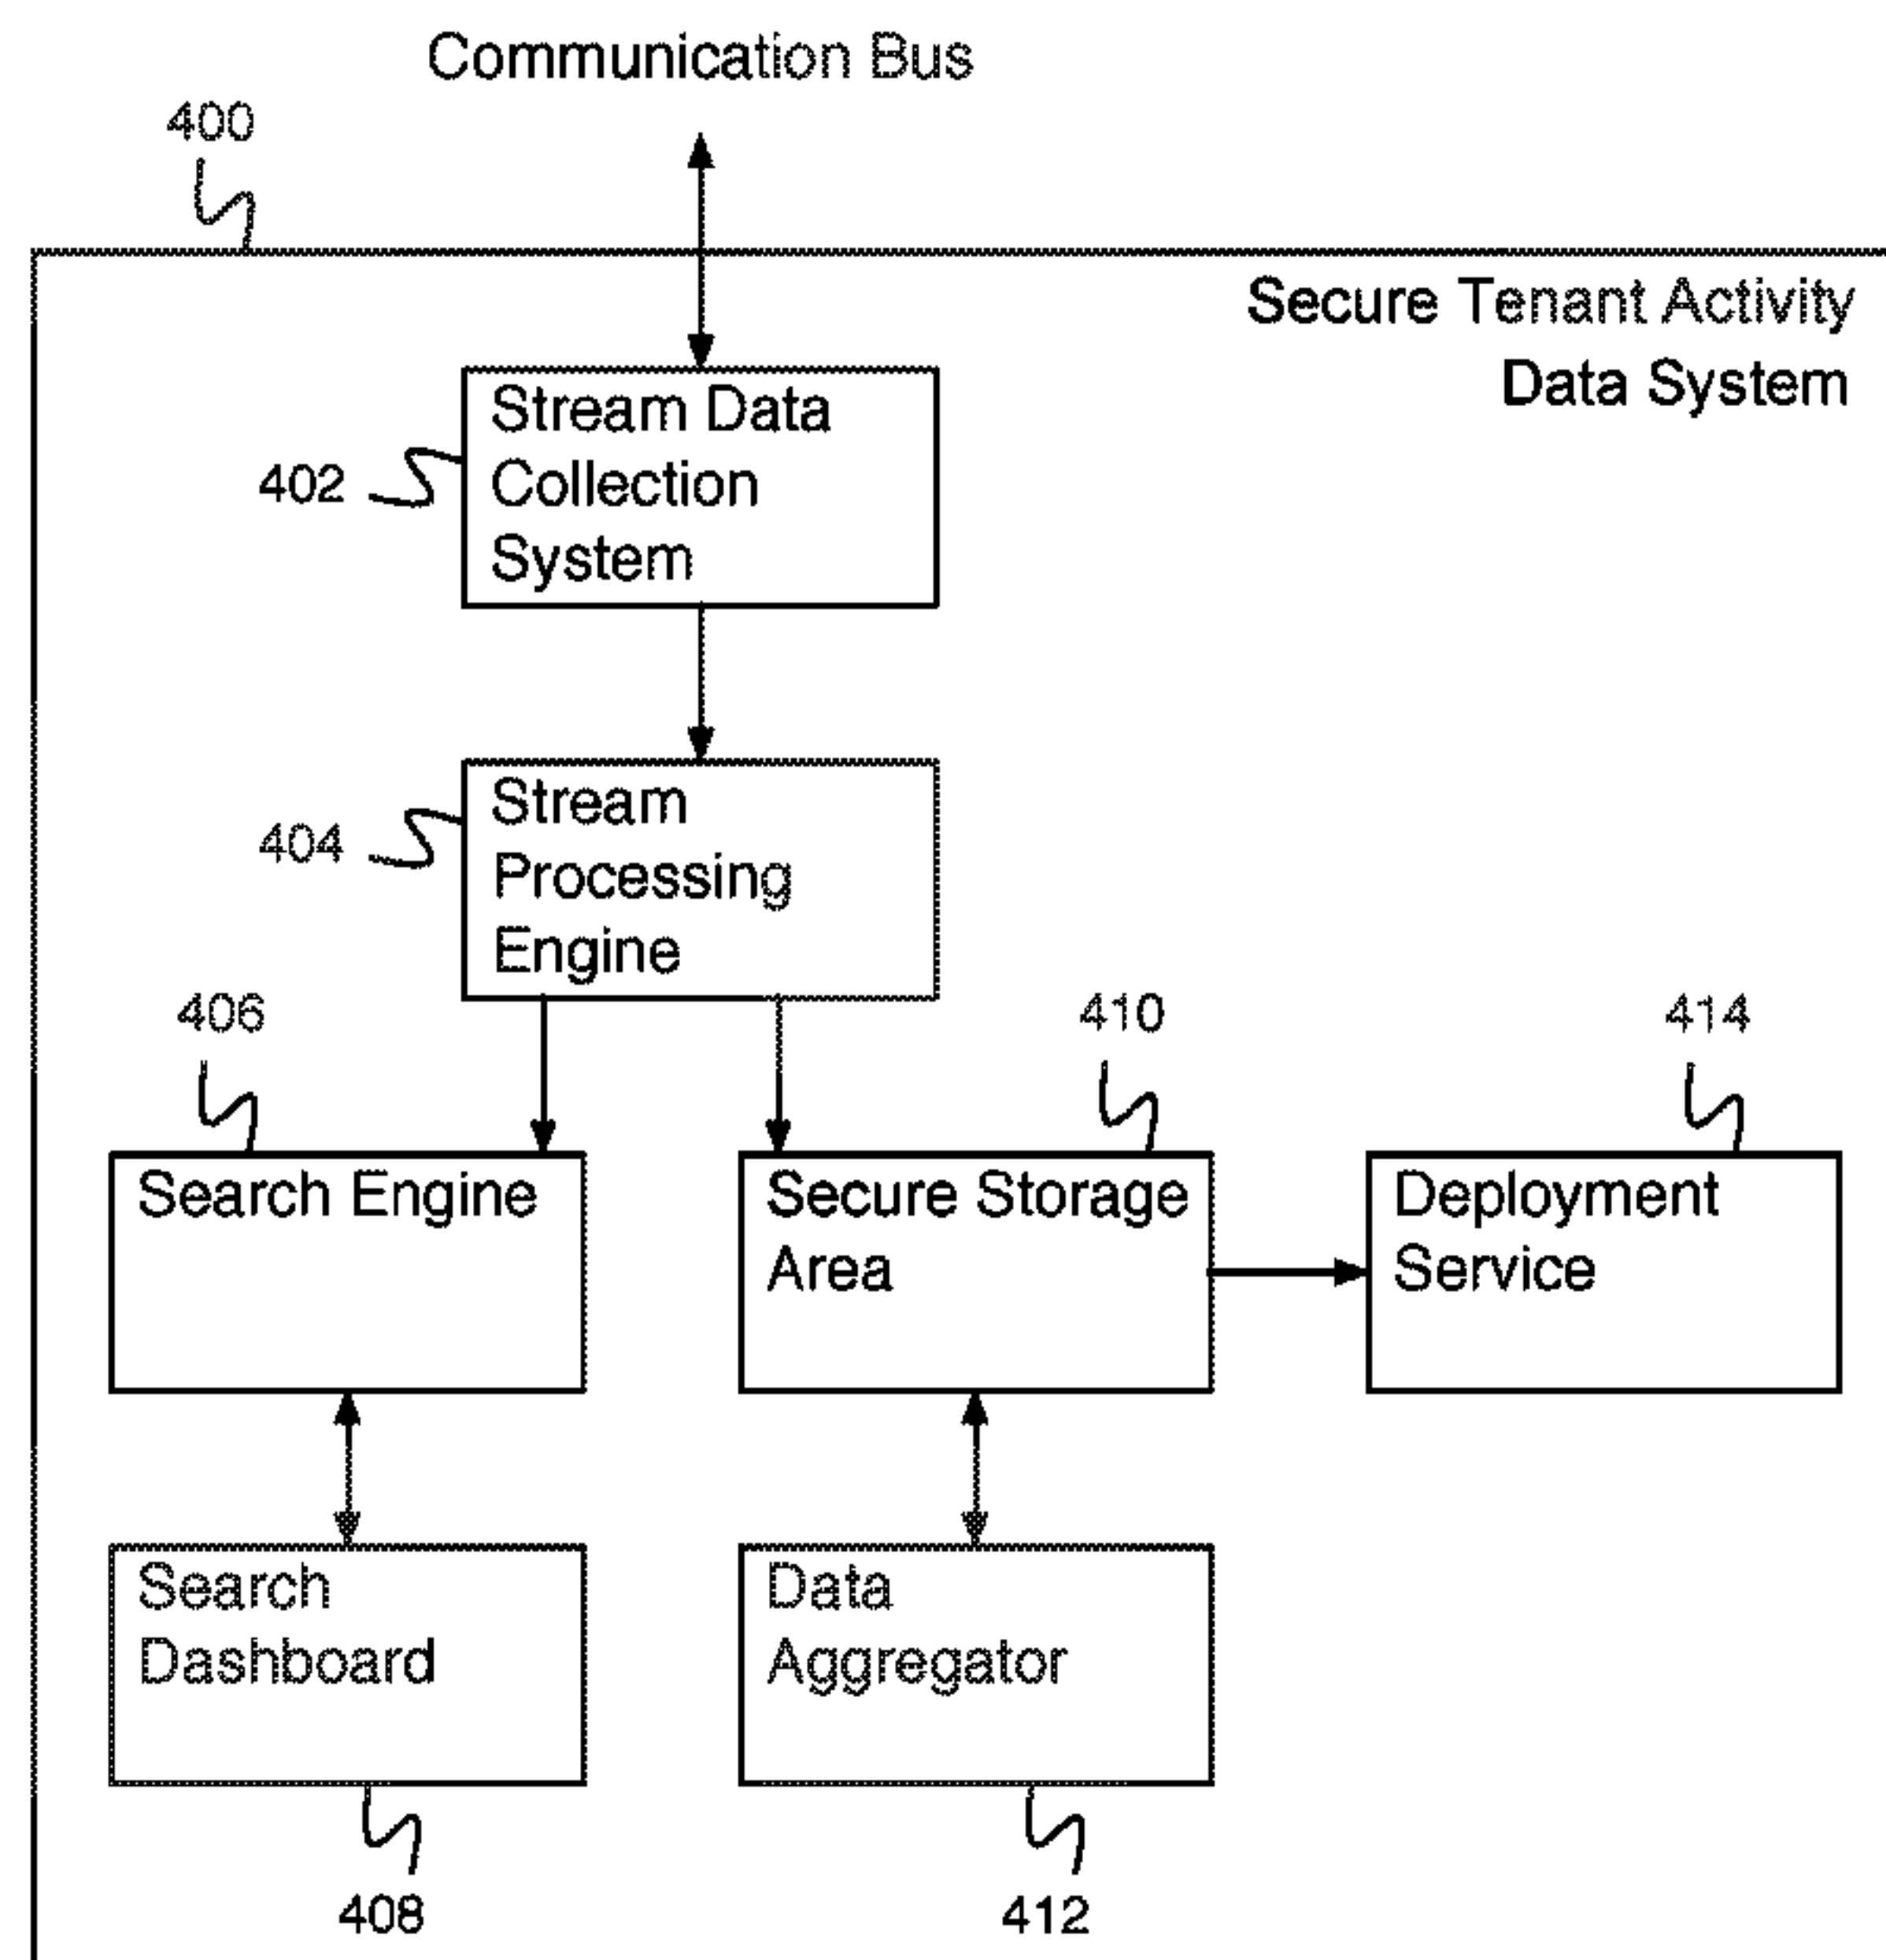 Communication Bus
400
Secure Tenant Activity
Data System
Stream Data
Collection
System
402
Stream
Processing
Engine
404
406
410
414
Search Engine
Secure Storage
Area
Deployment
Service
Search
Dashboard
Data
Aggregator
408
412